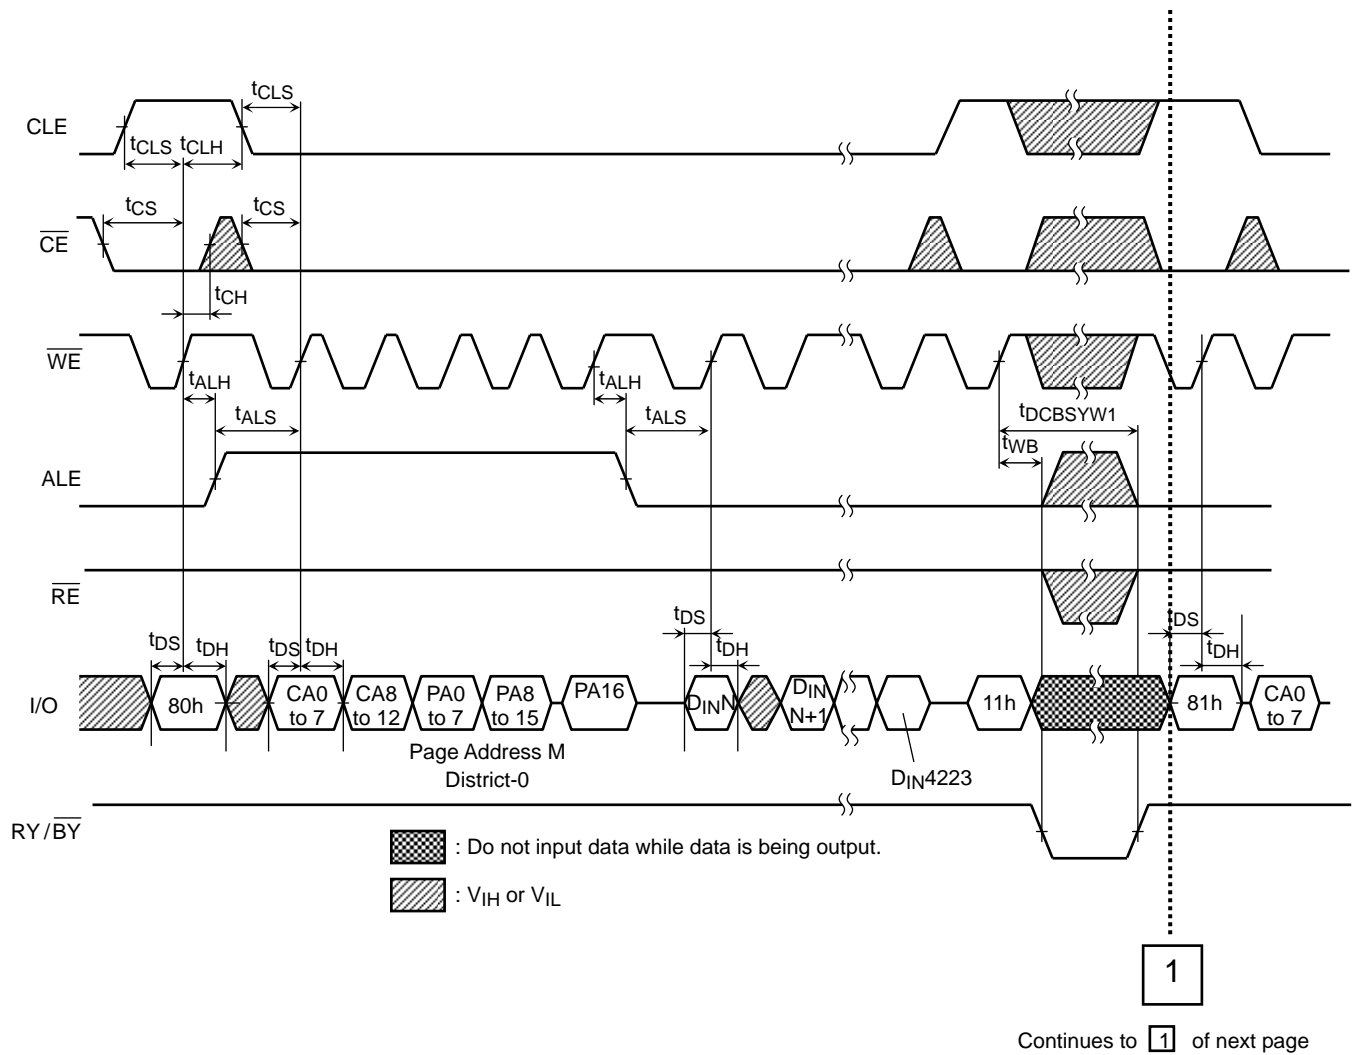 tCLS
CLE
tCLS tCLH
tCS tCS
CE
tCH
WE
tALH tALH
tALS tALS tDCBSYW1
tWB
ALE
RE
tDS tDH tDS tDH tDS tDH tDS tDH
I/O 80h CA0 to 7 CA8 to 12 PA0 to 7 PA8 to 15 PA16 DINN DIN N+1 11h 81h CA0 to 7
Page Address M
District-0
DIN4223
RY/BY
: Do not input data while data is being output.
: VIH or VIL
1
Continues to 1 of next page